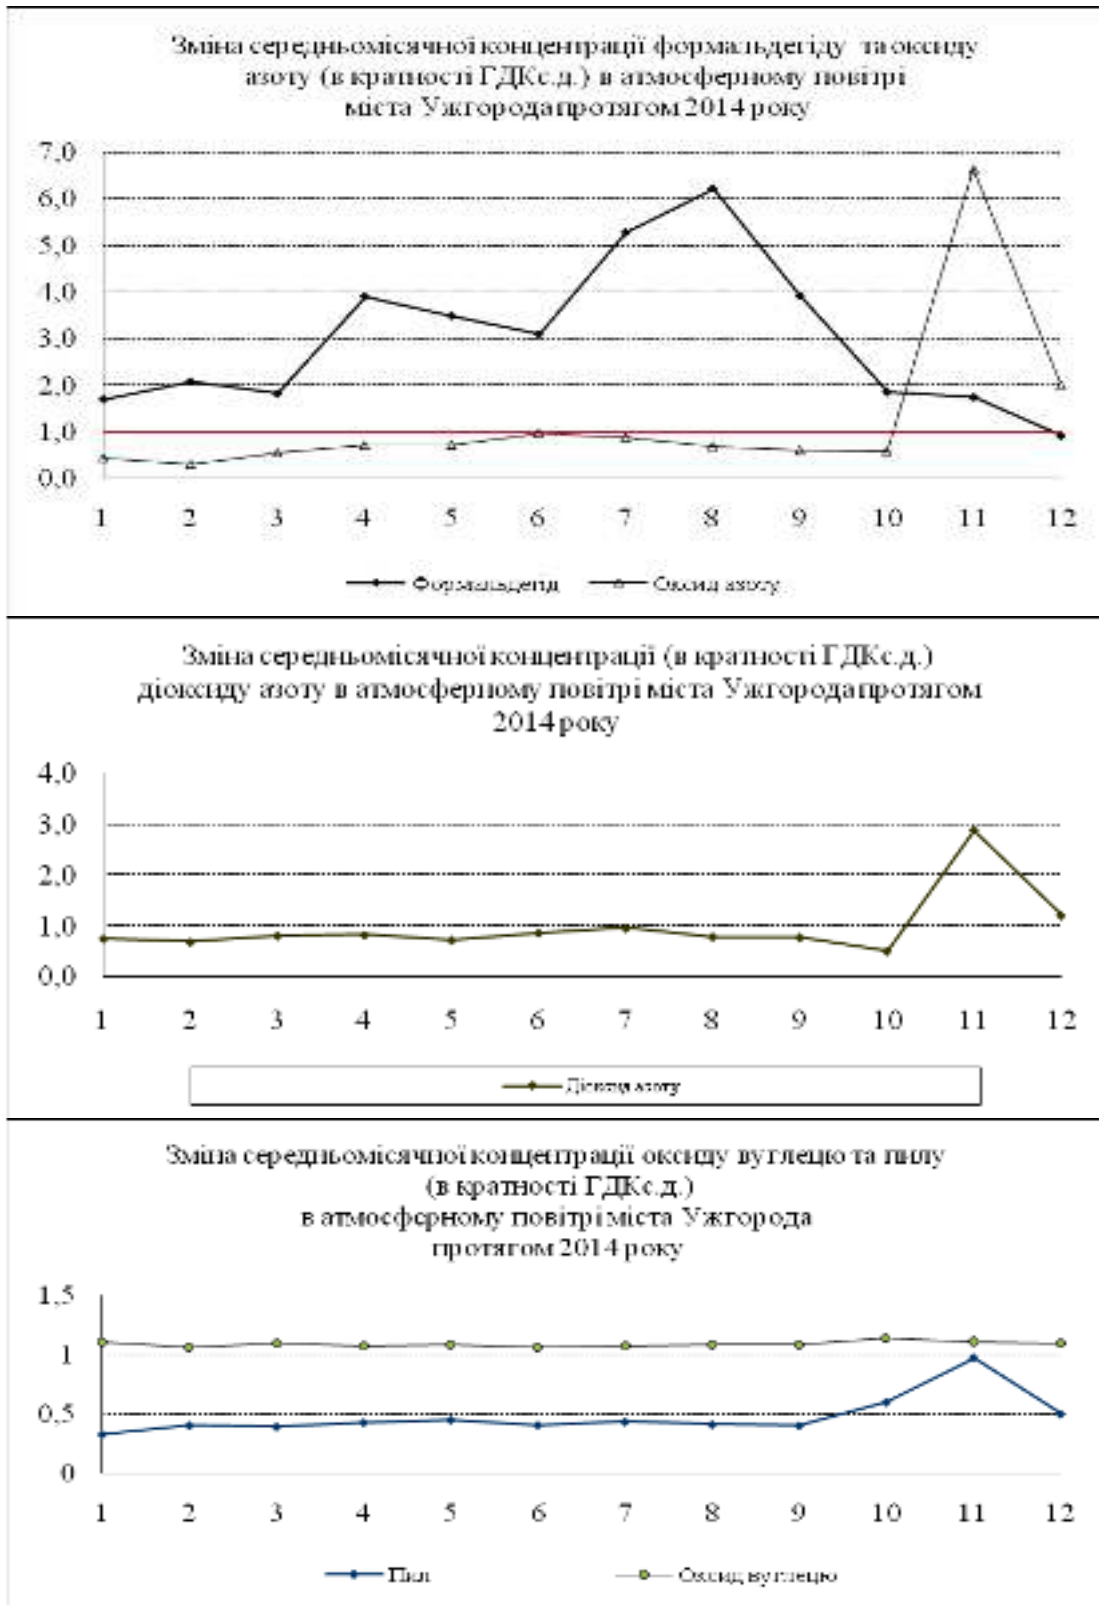 Зміна середньомісячної концентрації формальдегіду та оксиду
азоту (в кратності ГДКс.д.) в атмосферному повітрі
міста Ужгорода протягом 2014 року
7,0
6,0
5,0
4,0
3,0
2,0
1,0
0,0
1 2 3 4 5 6 7 8 9 10 11 12
Формальдегід Оксид азоту
Зміна середньомісячної концентрації (в кратності ГДКс.д.)
діоксиду азоту в атмосферному повітрі міста Ужгорода протягом
2014 року
4,0
3,0
2,0
1,0
0,0
1 2 3 4 5 6 7 8 9 10 11 12
Діоксид азоту
Зміна середньомісячної концентрації оксиду вуглецю та пилу
(в кратності ГДКс.д.)
в атмосферному повітрі міста Ужгорода
протягом 2014 року
1,5
1
0,5
0
1 2 3 4 5 6 7 8 9 10 11 12
Пил Оксид вуглецю